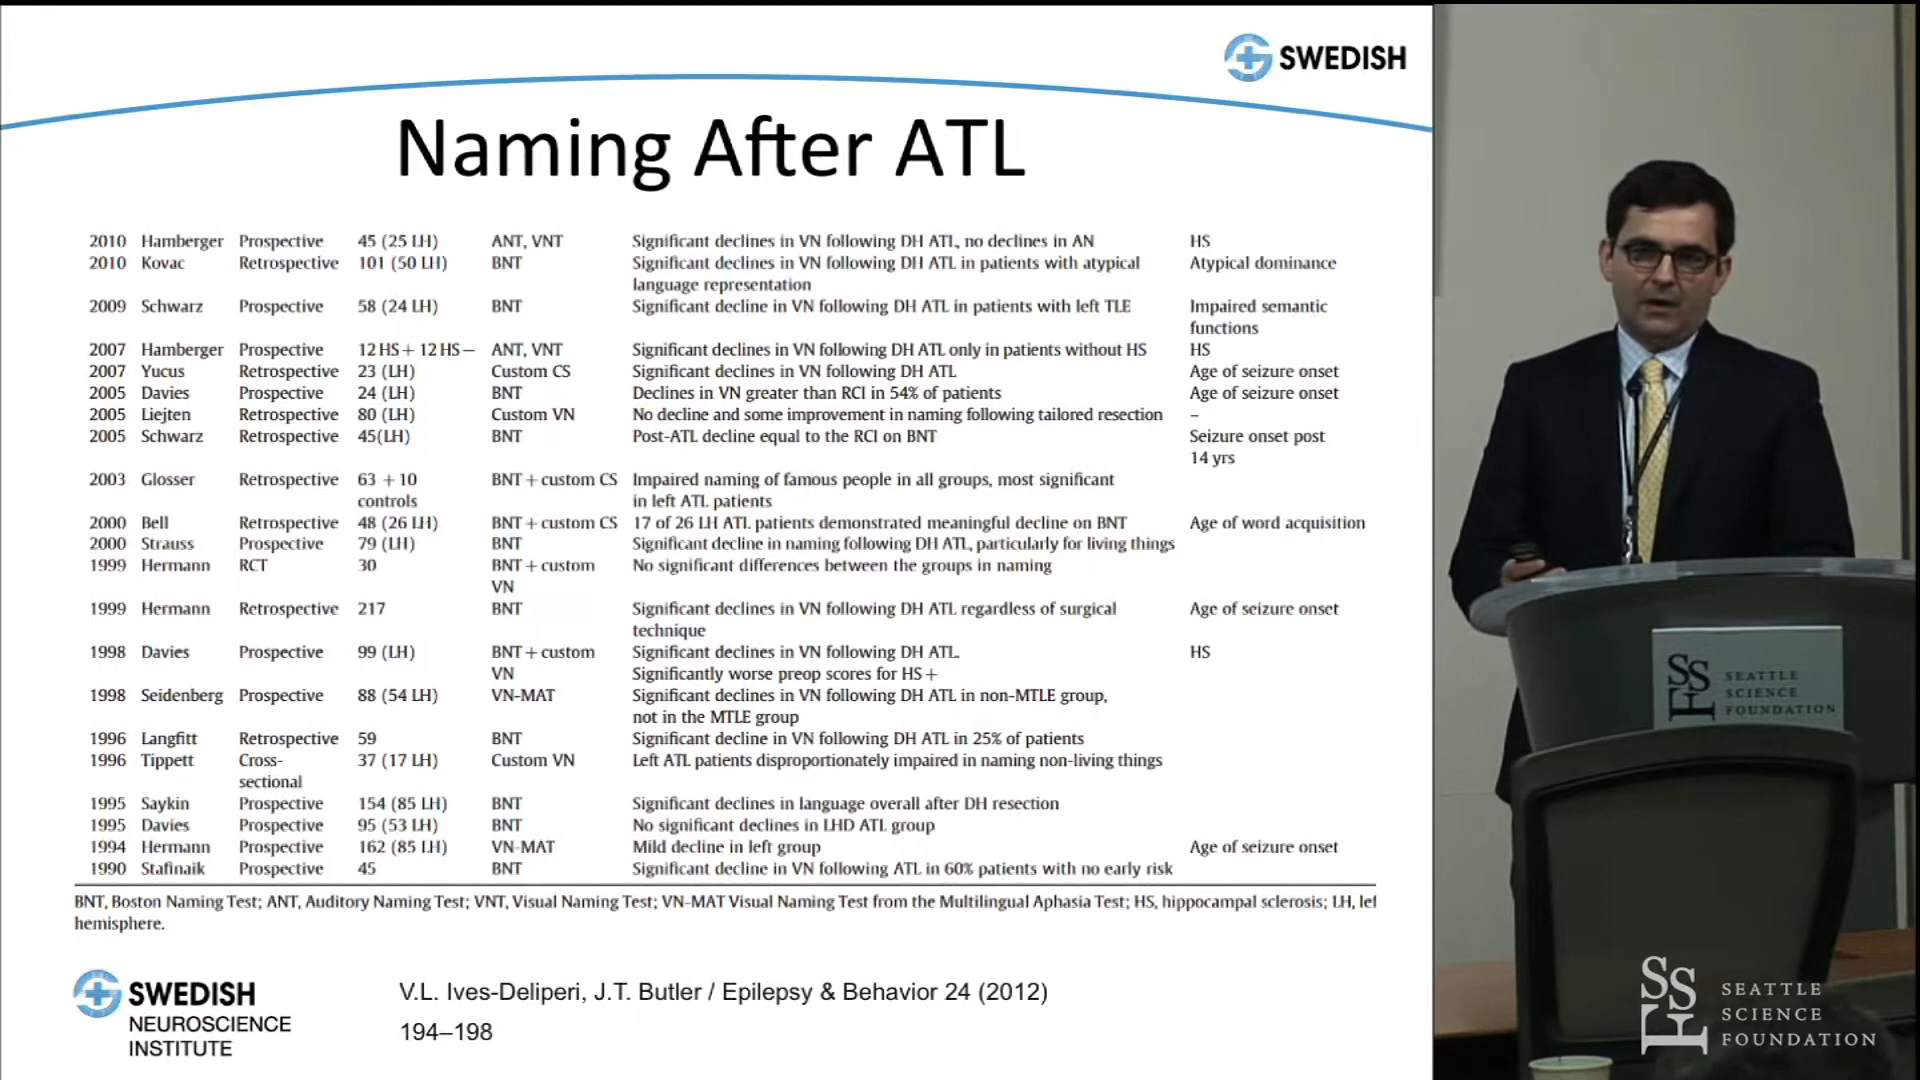 SWEDISH
Naming After ATL
2010 Hamberger Prospective 45 (25 LH) ANT, VNT Significant declines in VN following DH ATL, no declines in AN HS
2010 Kovac Retrospective 101 (50 LH) BNT Significant declines in VN following DH ATL in patients with atypical Atypical dominance
language representation
2009 Schwarz Prospective 58 (24 LH) BNT Significant decline in VN following DH ATL in patients with left TLE Impaired semantic
functions
2007 Hamberger Prospective 12 HS + 12 HS− ANT, VNT Significant declines in VN following DH ATL only in patients without HS HS
2007 Yucus Retrospective 23 (LH) Custom CS Significant declines in VN following DH ATL Age of seizure onset
2005 Davies Prospective 24 (LH) BNT Declines in VN greater than RCI in 54% of patients Age of seizure onset
2005 Liejten Retrospective 80 (LH) Custom VN No decline and some improvement in naming following tailored resection –
2005 Schwarz Retrospective 45(LH) BNT Post-ATL decline equal to the RCI on BNT Seizure onset post
14 yrs
2003 Glosser Retrospective 63 + 10 BNT + custom CS Impaired naming of famous people in all groups, most significant
controls in left ATL patients
2000 Bell Retrospective 48 (26 LH) BNT + custom CS 17 of 26 LH ATL patients demonstrated meaningful decline on BNT Age of word acquisition
2000 Strauss Prospective 79 (LH) BNT Significant decline in naming following DH ATL, particularly for living things
1999 Hermann RCT 30 BNT + custom No significant differences between the groups in naming
VN
1999 Hermann Retrospective 217 BNT Significant declines in VN following DH ATL regardless of surgical Age of seizure onset
technique
1998 Davies Prospective 99 (LH) BNT + custom Significant declines in VN following DH ATL. HS
VN Significantly worse preop scores for HS +
1998 Seidenberg Prospective 88 (54 LH) VN-MAT Significant declines in VN following DH ATL in non-MTLE group,
not in the MTLE group
1996 Langfitt Retrospective 59 BNT Significant decline in VN following DH ATL in 25% of patients
1996 Tippett Cross- 37 (17 LH) Custom VN Left ATL patients disproportionately impaired in naming non-living things
sectional
1995 Saykin Prospective 154 (85 LH) BNT Significant declines in language overall after DH resection
1995 Davies Prospective 95 (53 LH) BNT No significant declines in LHD ATL group
1994 Hermann Prospective 162 (85 LH) VN-MAT Mild decline in left group Age of seizure onset
1990 Stafinaik Prospective 45 BNT Significant decline in VN following ATL in 60% patients with no early risk
BNT, Boston Naming Test; ANT, Auditory Naming Test; VNT, Visual Naming Test; VN-MAT Visual Naming Test from the Multilingual Aphasia Test; HS, hippocampal sclerosis; LH, lef
hemisphere.
SWEDISH
NEUROSCIENCE
INSTITUTE
V.L. Ives-Deliperi, J.T. Butler / Epilepsy & Behavior 24 (2012)
194–198
SSF
SEATTLE
SCIENCE
FOUNDATION
SSF
SEATTLE
SCIENCE
FOUNDATION